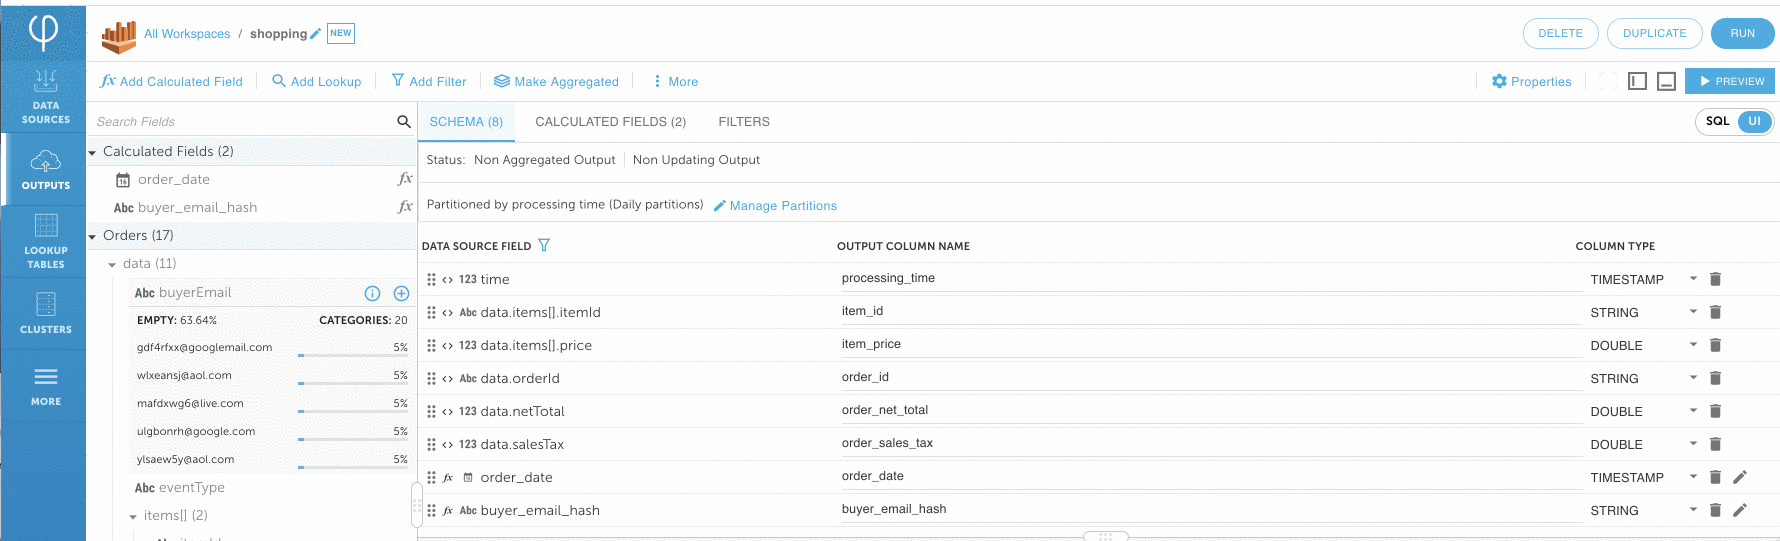 All Workspaces / shopping NEW
DELETE DUPLICATE RUN
fx Add Calculated Field Add Lookup Add Filter Make Aggregated More Properties PREVIEW
DATA SOURCES
OUTPUTS
LOOKUP TABLES
CLUSTERS
MORE
Search Fields
Calculated Fields (2)
16 order_date fx
Abc buyer_email_hash fx
Orders (17)
data (11)
Abc buyerEmail
EMPTY: 63.64% CATEGORIES: 20
gdf4rfxx@googlemail.com 5%
wlxeansj@aol.com 5%
mafdxwg6@live.com 5%
ulgbonrh@google.com 5%
ylsaew5y@aol.com 5%
Abc eventType
items[] (2)
SCHEMA (8) CALCULATED FIELDS (2) FILTERS SQL UI
Status: Non Aggregated Output Non Updating Output
Partitioned by processing time (Daily partitions) Manage Partitions
DATA SOURCE FIELD OUTPUT COLUMN NAME COLUMN TYPE
<> 123 time processing_time TIMESTAMP
<> Abc data.items[].itemId item_id STRING
<> 123 data.items[].price item_price DOUBLE
<> Abc data.orderId order_id STRING
<> 123 data.netTotal order_net_total DOUBLE
<> 123 data.salesTax order_sales_tax DOUBLE
fx order_date order_date TIMESTAMP
fx Abc buyer_email_hash buyer_email_hash STRING